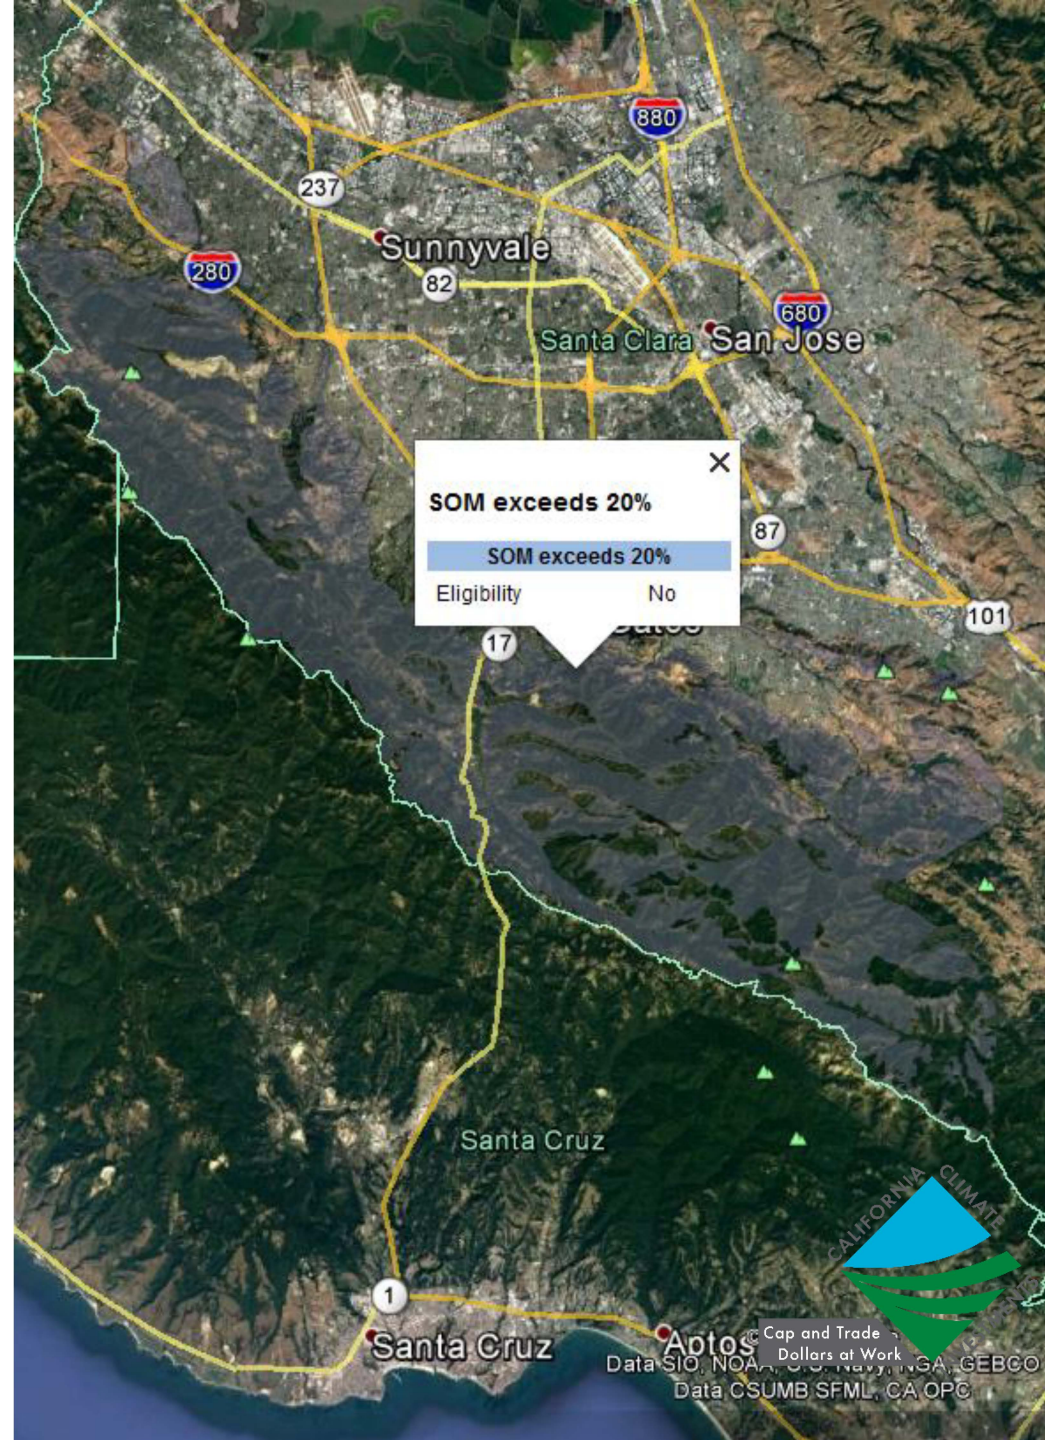 880
237
Sunnyvale
280
82
680
Santa Clara
San Jose
SOM exceeds 20%
SOM exceeds 20%
Eligibility No
87
101
17
Santa Cruz
CALIFORNIA CLIMATE
1
Santa Cruz
Aptos
Cap and Trade
Dollars at Work
Data SIO, NOAA, U.S. Navy, NGA, GEBCO
Data CSUMB SFML, CA OPC